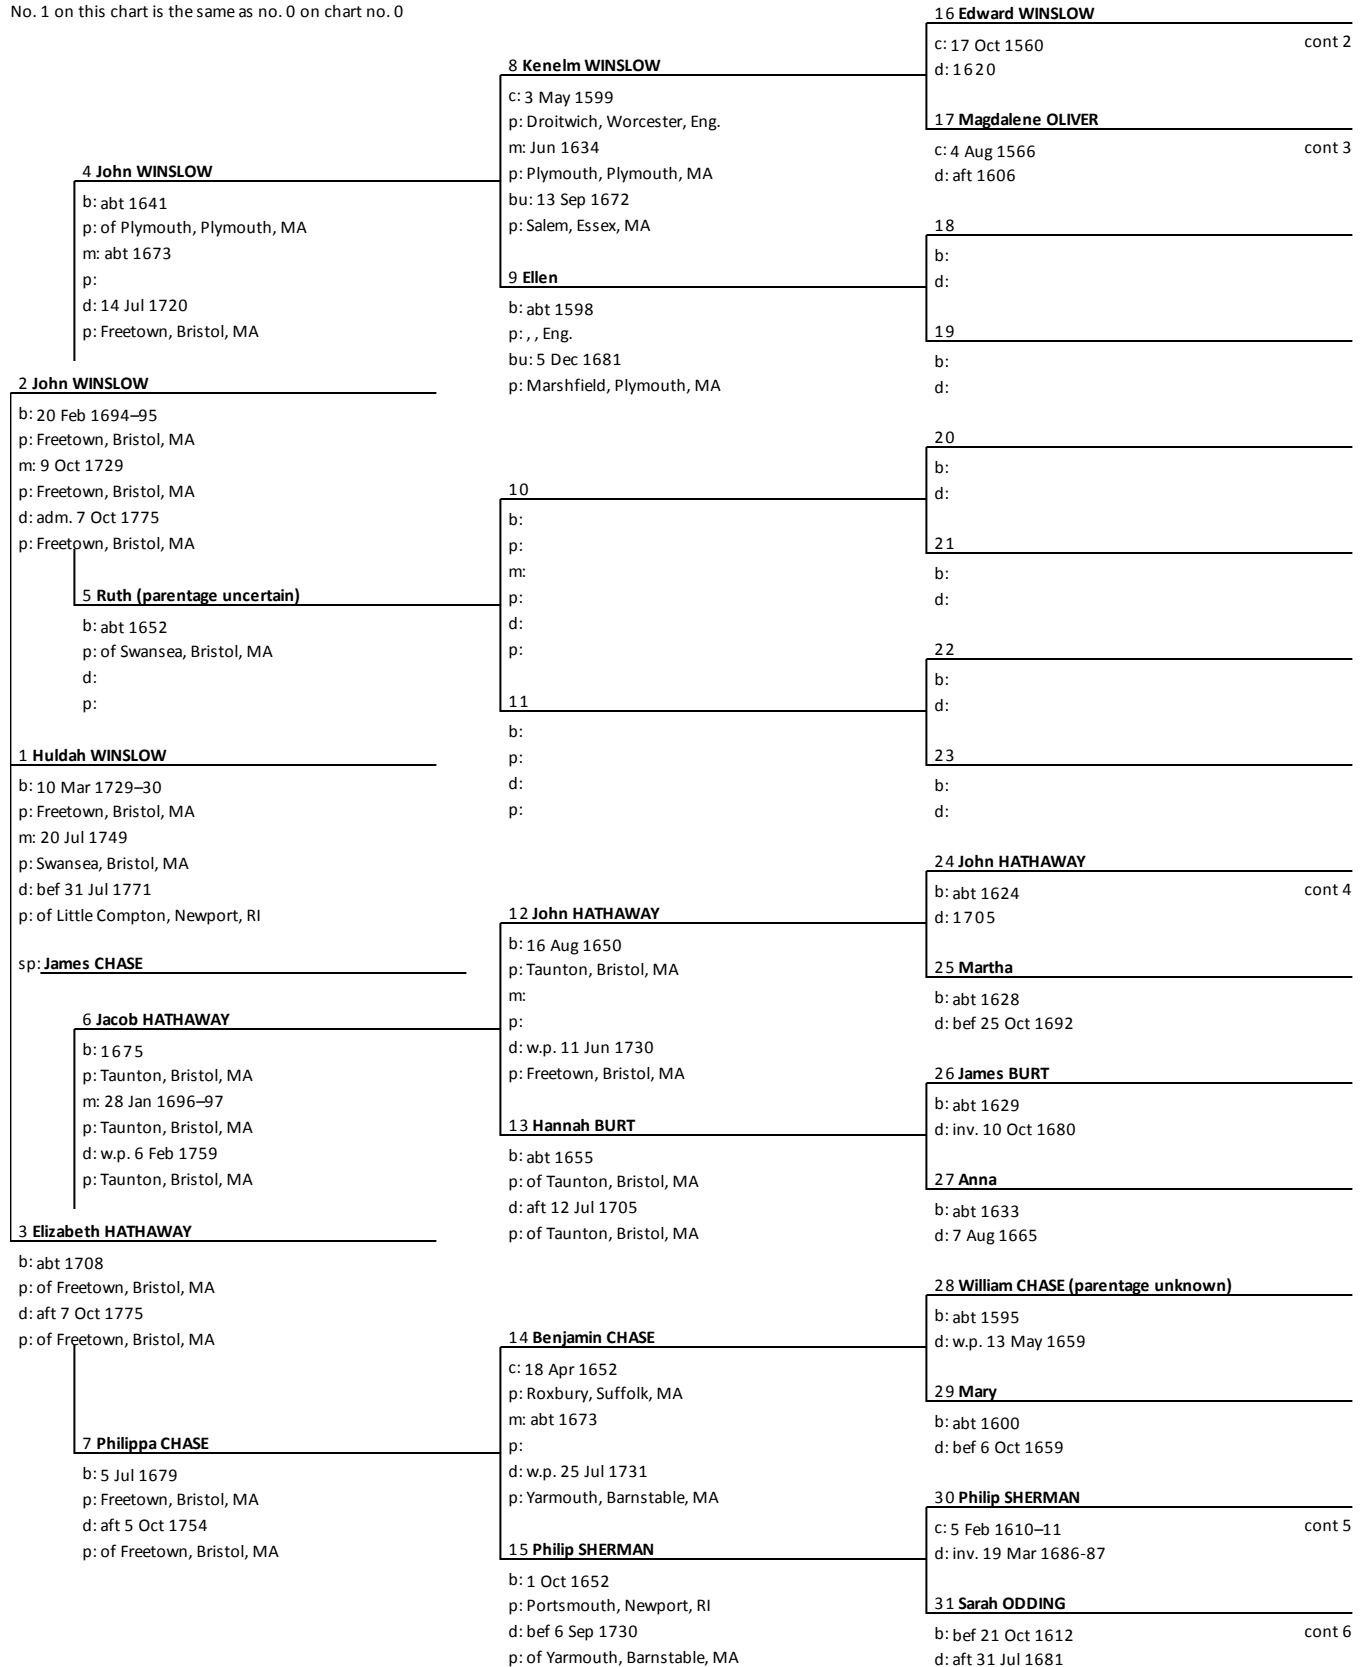 No. 1 on this chart is the same as no. 0 on chart no. 0
2 John WINSLOW
b: 20 Feb 1694–95
p: Freetown, Bristol, MA
m: 9 Oct 1729
p: Freetown, Bristol, MA
d: adm. 7 Oct 1775
p: Freetown, Bristol, MA
1 Huldah WINSLOW
b: 10 Mar 1729–30
p: Freetown, Bristol, MA
m: 20 Jul 1749
p: Swansea, Bristol, MA
d: bef 31 Jul 1771
p: of Little Compton, Newport, RI
sp: James CHASE
3 Elizabeth HATHAWAY
b: abt 1708
p: of Freetown, Bristol, MA
d: aft 7 Oct 1775
p: of Freetown, Bristol, MA
4 John WINSLOW
b: abt 1641
p: of Plymouth, Plymouth, MA
m: abt 1673
p:
d: 14 Jul 1720
p: Freetown, Bristol, MA
5 Ruth (parentage uncertain)
b: abt 1652
p: of Swansea, Bristol, MA
d:
p:
6 Jacob HATHAWAY
b: 1675
p: Taunton, Bristol, MA
m: 28 Jan 1696–97
p: Taunton, Bristol, MA
d: w.p. 6 Feb 1759
p: Taunton, Bristol, MA
7 Philippa CHASE
b: 5 Jul 1679
p: Freetown, Bristol, MA
d: aft 5 Oct 1754
p: of Freetown, Bristol, MA
8 Kenelm WINSLOW
c: 3 May 1599
p: Droitwich, Worcester, Eng.
m: Jun 1634
p: Plymouth, Plymouth, MA
bu: 13 Sep 1672
p: Salem, Essex, MA
9 Ellen
b: abt 1598
p: , , Eng.
bu: 5 Dec 1681
p: Marshfield, Plymouth, MA
10
b:
p:
m:
p:
d:
p:
11
b:
p:
d:
p:
12 John HATHAWAY
b: 16 Aug 1650
p: Taunton, Bristol, MA
m:
p:
d: w.p. 11 Jun 1730
p: Freetown, Bristol, MA
13 Hannah BURT
b: abt 1655
p: of Taunton, Bristol, MA
d: aft 12 Jul 1705
p: of Taunton, Bristol, MA
14 Benjamin CHASE
c: 18 Apr 1652
p: Roxbury, Suffolk, MA
m: abt 1673
p:
d: w.p. 25 Jul 1731
p: Yarmouth, Barnstable, MA
15 Philip SHERMAN
b: 1 Oct 1652
p: Portsmouth, Newport, RI
d: bef 6 Sep 1730
p: of Yarmouth, Barnstable, MA
16 Edward WINSLOW
c: 17 Oct 1560 cont 2
d: 1620
17 Magdalene OLIVER
c: 4 Aug 1566 cont 3
d: aft 1606
18
b:
d:
19
b:
d:
20
b:
d:
21
b:
d:
22
b:
d:
23
b:
d:
24 John HATHAWAY
b: abt 1624 cont 4
d: 1705
25 Martha
b: abt 1628
d: bef 25 Oct 1692
26 James BURT
b: abt 1629
d: inv. 10 Oct 1680
27 Anna
b: abt 1633
d: 7 Aug 1665
28 William CHASE (parentage unknown)
b: abt 1595
d: w.p. 13 May 1659
29 Mary
b: abt 1600
d: bef 6 Oct 1659
30 Philip SHERMAN
c: 5 Feb 1610–11 cont 5
d: inv. 19 Mar 1686-87
31 Sarah ODDING
b: bef 21 Oct 1612 cont 6
d: aft 31 Jul 1681